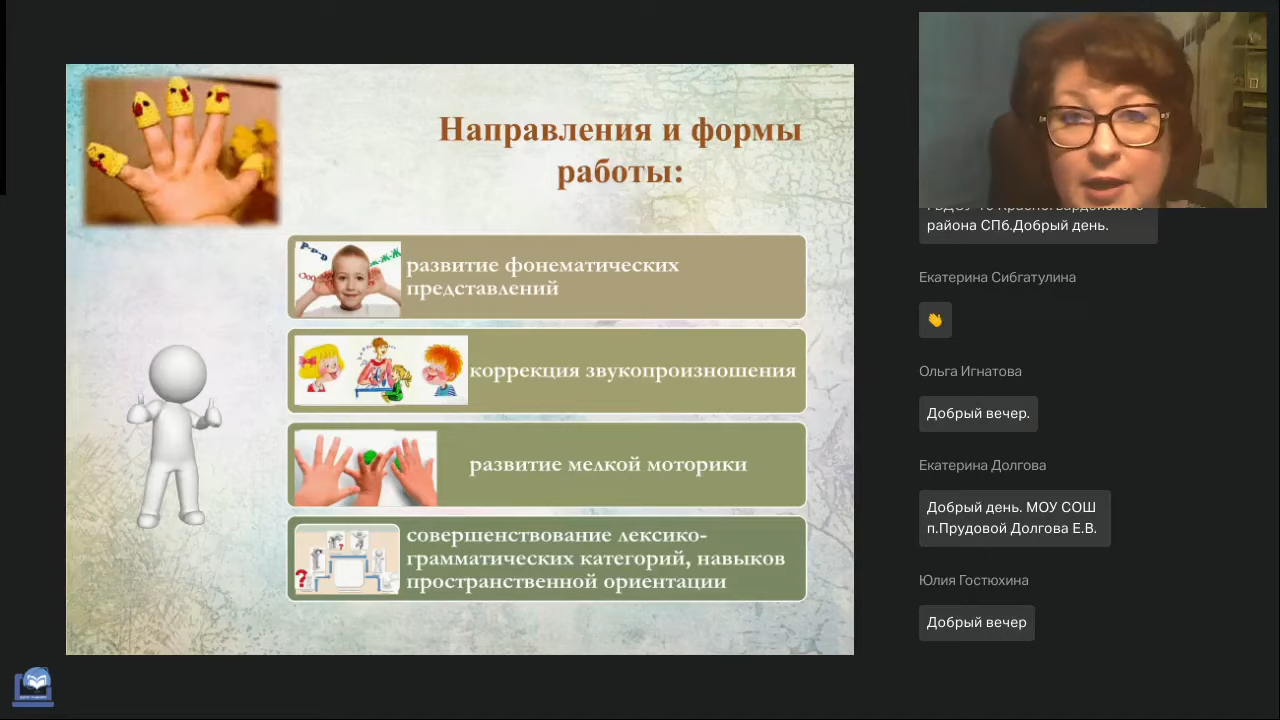 Направления и формы
работы:
развитие фонематических
представлений
коррекция звукопроизношения
развитие мелкой моторики
совершенствование лексико-
грамматических категорий, навыков
пространственной ориентации
района СПб.Добрый день.
Екатерина Сибгатулина
Ольга Игнатова
Добрый вечер.
Екатерина Долгова
Добрый день. МОУ СОШ
п.Прудовой Долгова Е.В.
Юлия Гостюхина
Добрый вечер